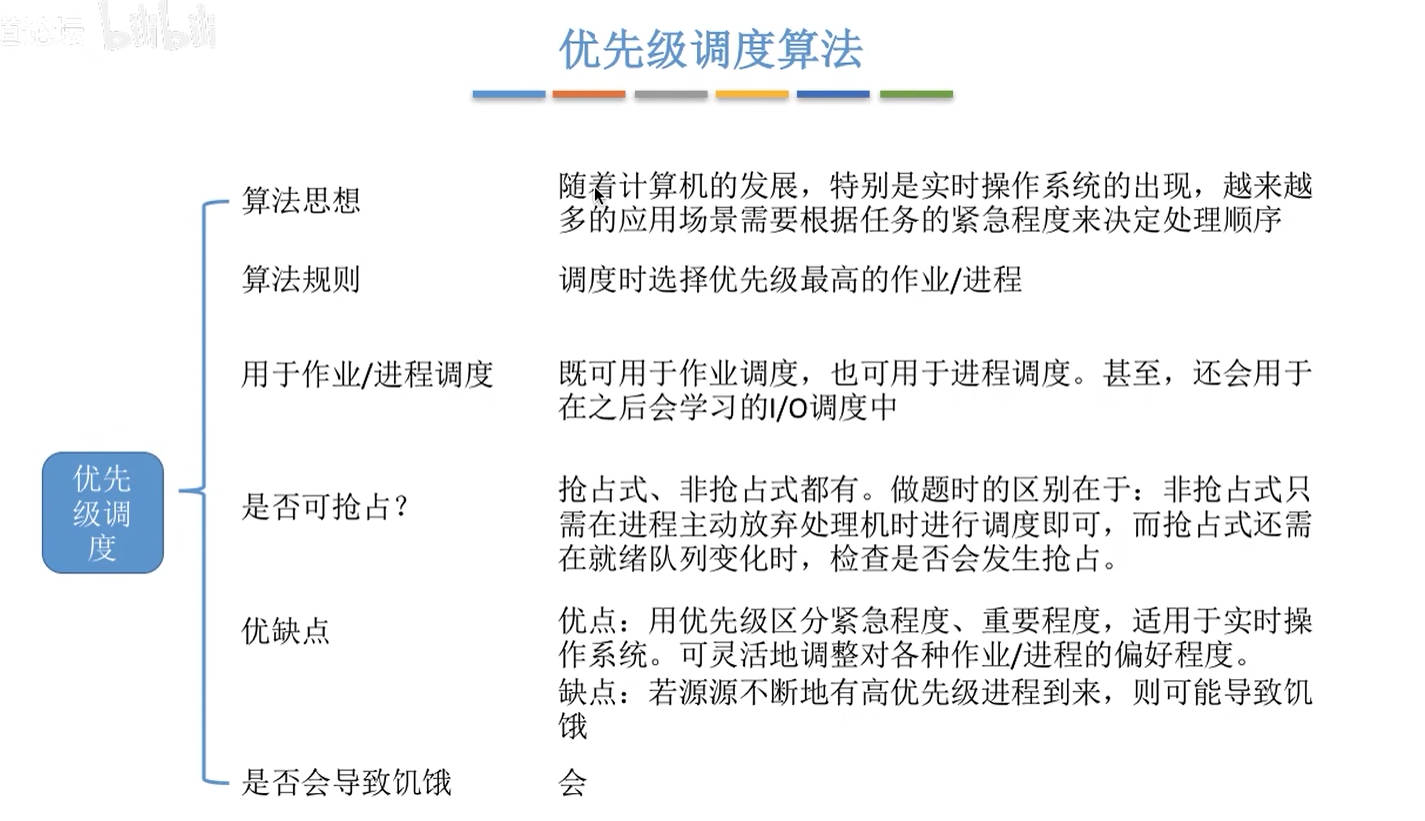 道论坛 bilibili
优先级调度算法
算法思想
随着计算机的发展，特别是实时操作系统的出现，越来越
多的应用场景需要根据任务的紧急程度来决定处理顺序
算法规则
调度时选择优先级最高的作业/进程
用于作业/进程调度
既可用于作业调度，也可用于进程调度。甚至，还会用于
在之后会学习的I/O调度中
优先
级调
度
是否可抢占？
抢占式、非抢占式都有。做题时的区别在于：非抢占式只
需在进程主动放弃处理机时进行调度即可，而抢占式还需
在就绪队列变化时，检查是否会发生抢占。
优缺点
优点：用优先级区分紧急程度、重要程度，适用于实时操
作系统。可灵活地调整对各种作业/进程的偏好程度。
缺点：若源源不断地有高优先级进程到来，则可能导致饥
饿
是否会导致饥饿
会